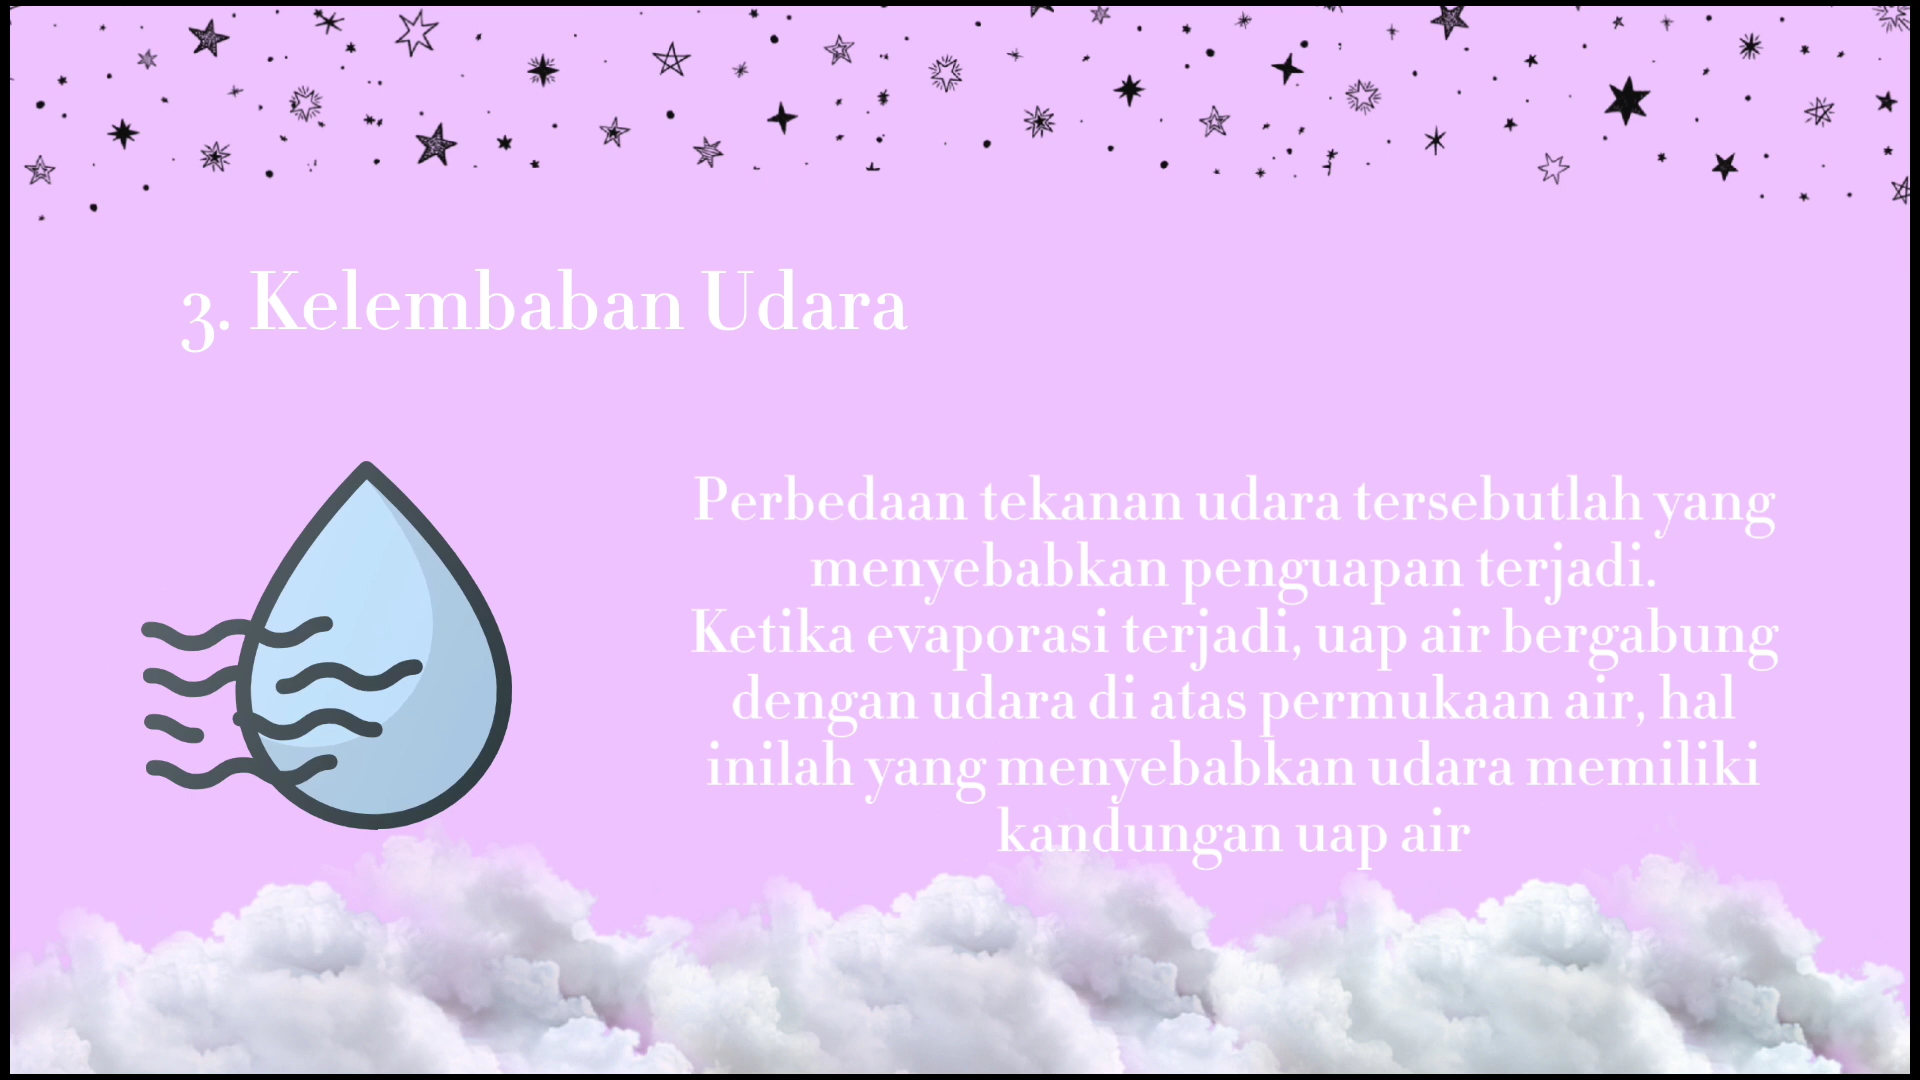 3. Kelembaban Udara
Perbedaan tekanan udara tersebutlah yang
menyebabkan penguapan terjadi.
Ketika evaporasi terjadi, uap air bergabung
dengan udara di atas permukaan air, hal
inilah yang menyebabkan udara memiliki
kandungan uap air